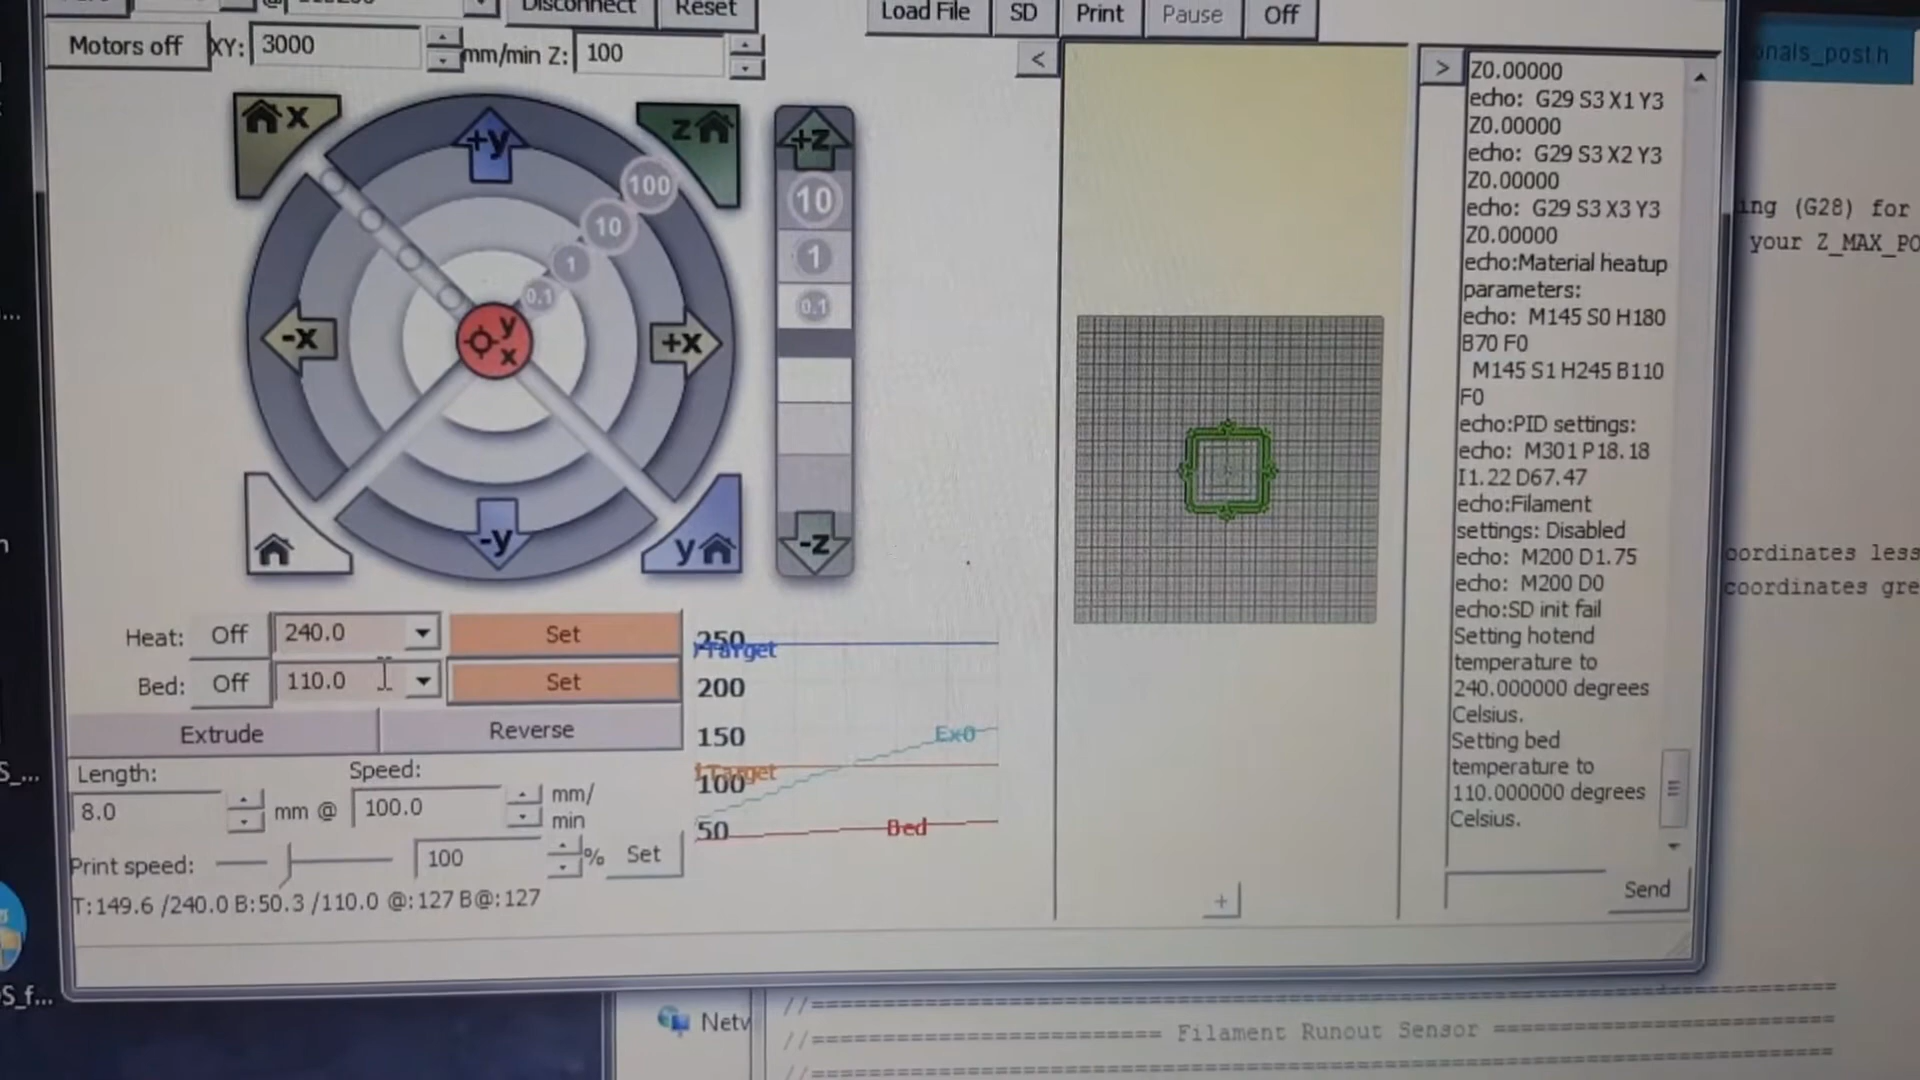 Disconnect
Reset
Load File
SD
Print
Pause
Off
Motors off
XY:
3000
mm/min Z:
100
<
>
x
+y
z
100
10
1
0.1
-x
y
x
+x
-y
y
+z
10
1
0.1
-z
Heat:
Off
240.0
Set
Bed:
Off
110.0
Set
Extrude
Reverse
Length:
Speed:
8.0
mm @
100.0
mm/
min
Print speed:
100
%
Set
T:149.6 /240.0 B:50.3 /110.0 @:127 B@:127
250
Target
200
150
Ex0
Target
100
50
Bed
+
Z0.00000
echo: G29 S3 X1 Y3
Z0.00000
echo: G29 S3 X2 Y3
Z0.00000
echo: G29 S3 X3 Y3
Z0.00000
echo:Material heatup
parameters:
echo: M145 S0 H180
B70 F0
M145 S1 H245 B110
F0
echo:PID settings:
echo: M301 P18.18
I1.22 D67.47
echo:Filament
settings: Disabled
echo: M200 D1.75
echo: M200 D0
echo:SD init fail
Setting hotend
temperature to
240.000000 degrees
Celsius.
Setting bed
temperature to
110.000000 degrees
Celsius.
Send
onals_post.h
ing (G28) for
your Z_MAX_PO
oordinates less
coordinates gre
S_...
S_f...
Netw
//=====
//===== Filament Runout Sensor =====
//=====